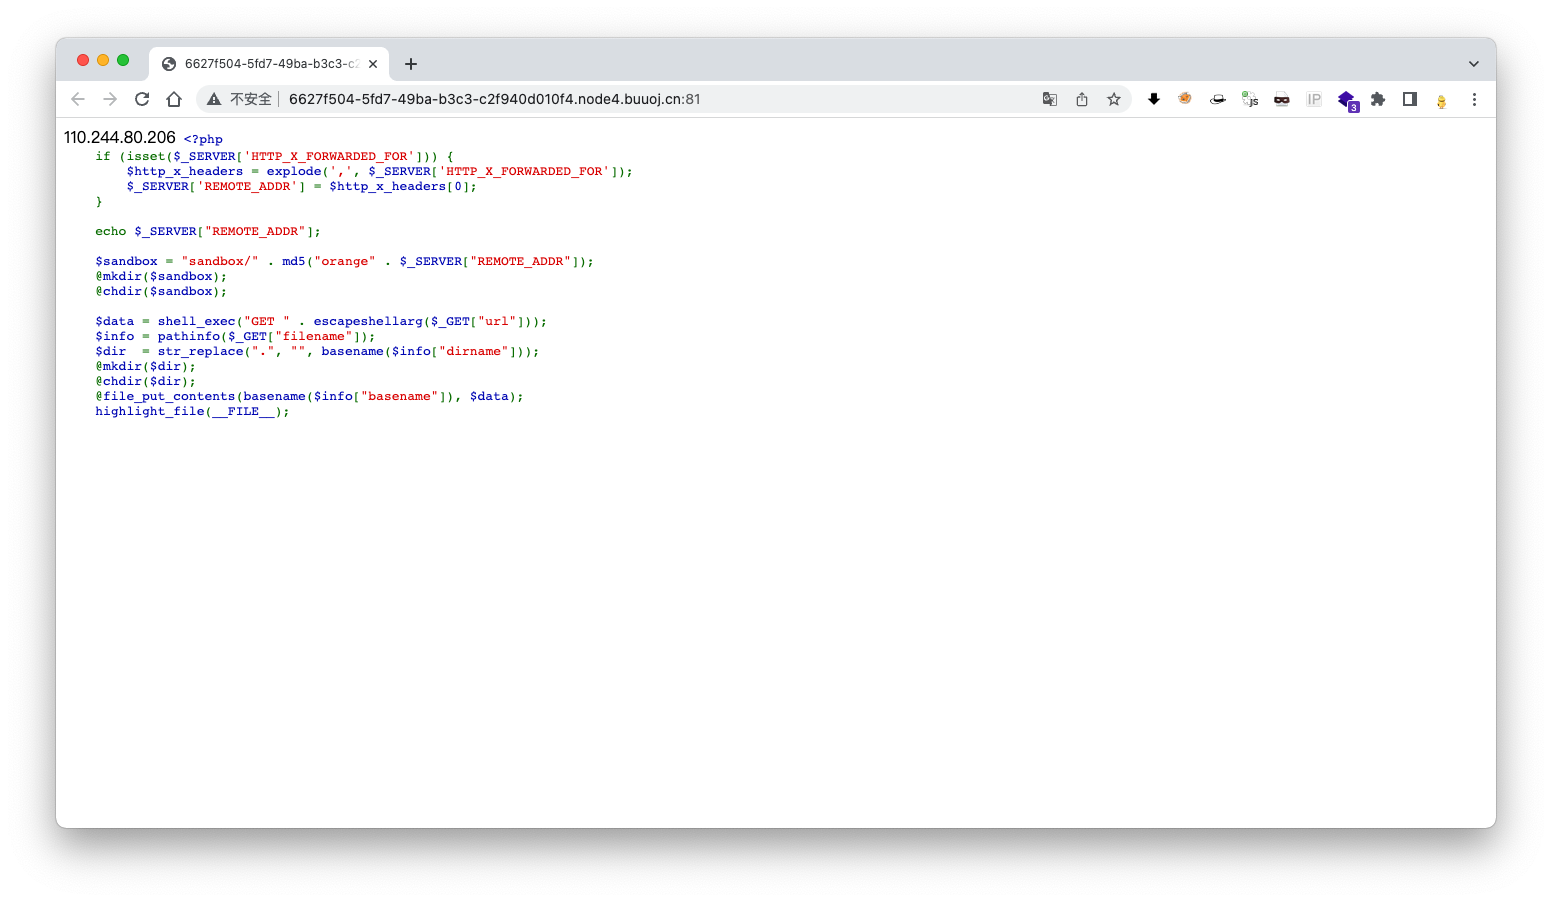 6627f504-5fd7-49ba-b3c3-c2
不安全
6627f504-5fd7-49ba-b3c3-c2f940d010f4.node4.buuoj.cn:81
JS
IP
3
110.244.80.206 <?php
if (isset($_SERVER['HTTP_X_FORWARDED_FOR'])) {
$http_x_headers = explode(',', $_SERVER['HTTP_X_FORWARDED_FOR']);
$_SERVER['REMOTE_ADDR'] = $http_x_headers[0];
}
echo $_SERVER["REMOTE_ADDR"];
$sandbox = "sandbox/" . md5("orange" . $_SERVER["REMOTE_ADDR"]);
@mkdir($sandbox);
@chdir($sandbox);
$data = shell_exec("GET " . escapeshellarg($_GET["url"]));
$info = pathinfo($_GET["filename"]);
$dir  = str_replace(".", "", basename($info["dirname"]));
@mkdir($dir);
@chdir($dir);
@file_put_contents(basename($info["basename"]), $data);
highlight_file(__FILE__);